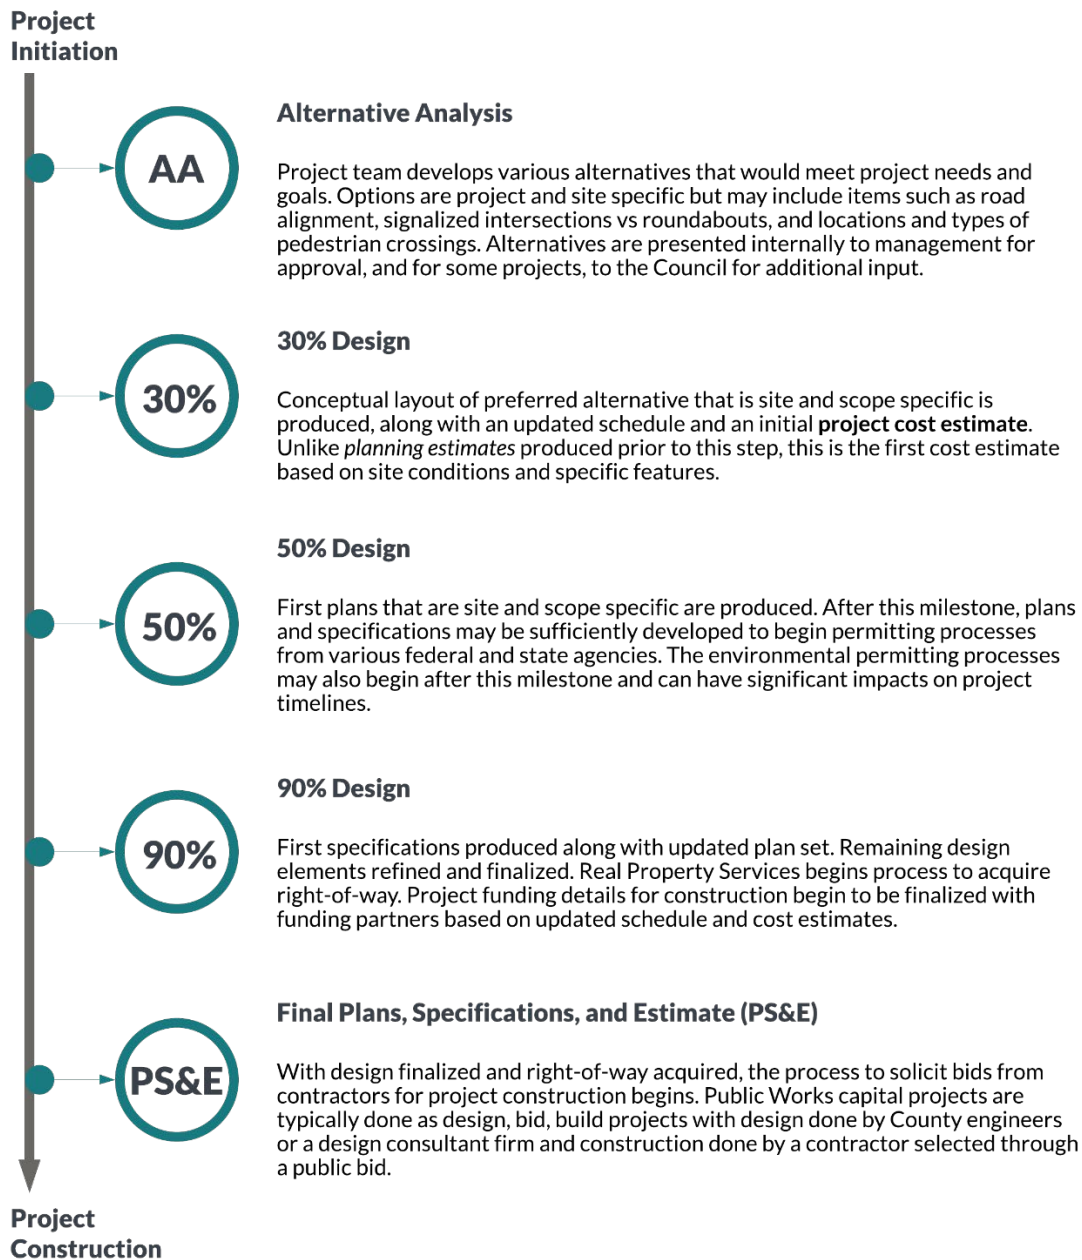 Project
Initiation
AA
Alternative Analysis
Project team develops various alternatives that would meet project needs and
goals. Options are project and site specific but may include items such as road
alignment, signalized intersections vs roundabouts, and locations and types of
pedestrian crossings. Alternatives are presented internally to management for
approval, and for some projects, to the Council for additional input.
30%
30% Design
Conceptual layout of preferred alternative that is site and scope specific is
produced, along with an updated schedule and an initial project cost estimate.
Unlike planning estimates produced prior to this step, this is the first cost estimate
based on site conditions and specific features.
50%
50% Design
First plans that are site and scope specific are produced. After this milestone, plans
and specifications may be sufficiently developed to begin permitting processes
from various federal and state agencies. The environmental permitting processes
may also begin after this milestone and can have significant impacts on project
timelines.
90%
90% Design
First specifications produced along with updated plan set. Remaining design
elements refined and finalized. Real Property Services begins process to acquire
right-of-way. Project funding details for construction begin to be finalized with
funding partners based on updated schedule and cost estimates.
PS&E
Final Plans, Specifications, and Estimate (PS&E)
With design finalized and right-of-way acquired, the process to solicit bids from
contractors for project construction begins. Public Works capital projects are
typically done as design, bid, build projects with design done by County engineers
or a design consultant firm and construction done by a contractor selected through
a public bid.
Project
Construction